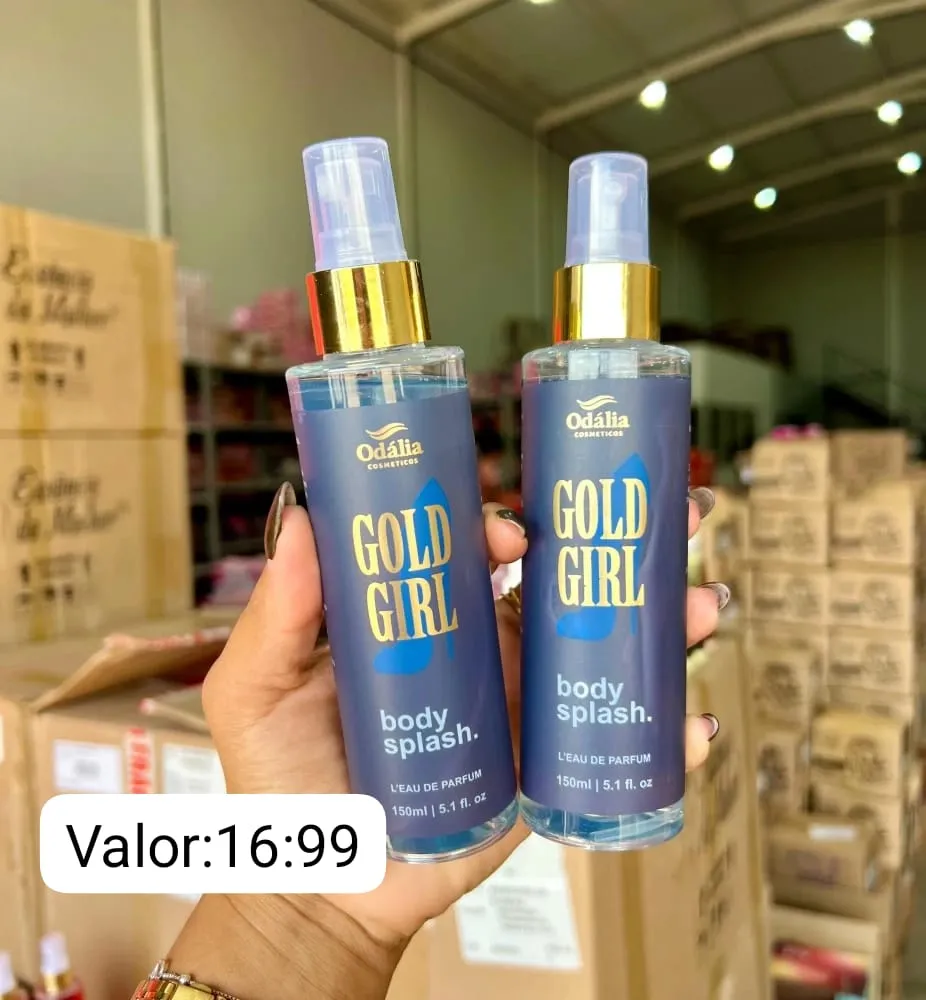 Odália
COSMETICOS
GOLD
GIRL
body
splash.
L'EAU DE PARFUM
150ml | 5.1 fl. oz
Odália
COSMETICOS
GOLD
GIRL
body
splash.
L'EAU DE PARFUM
150ml | 5.1 fl. oz
Valor:16:99